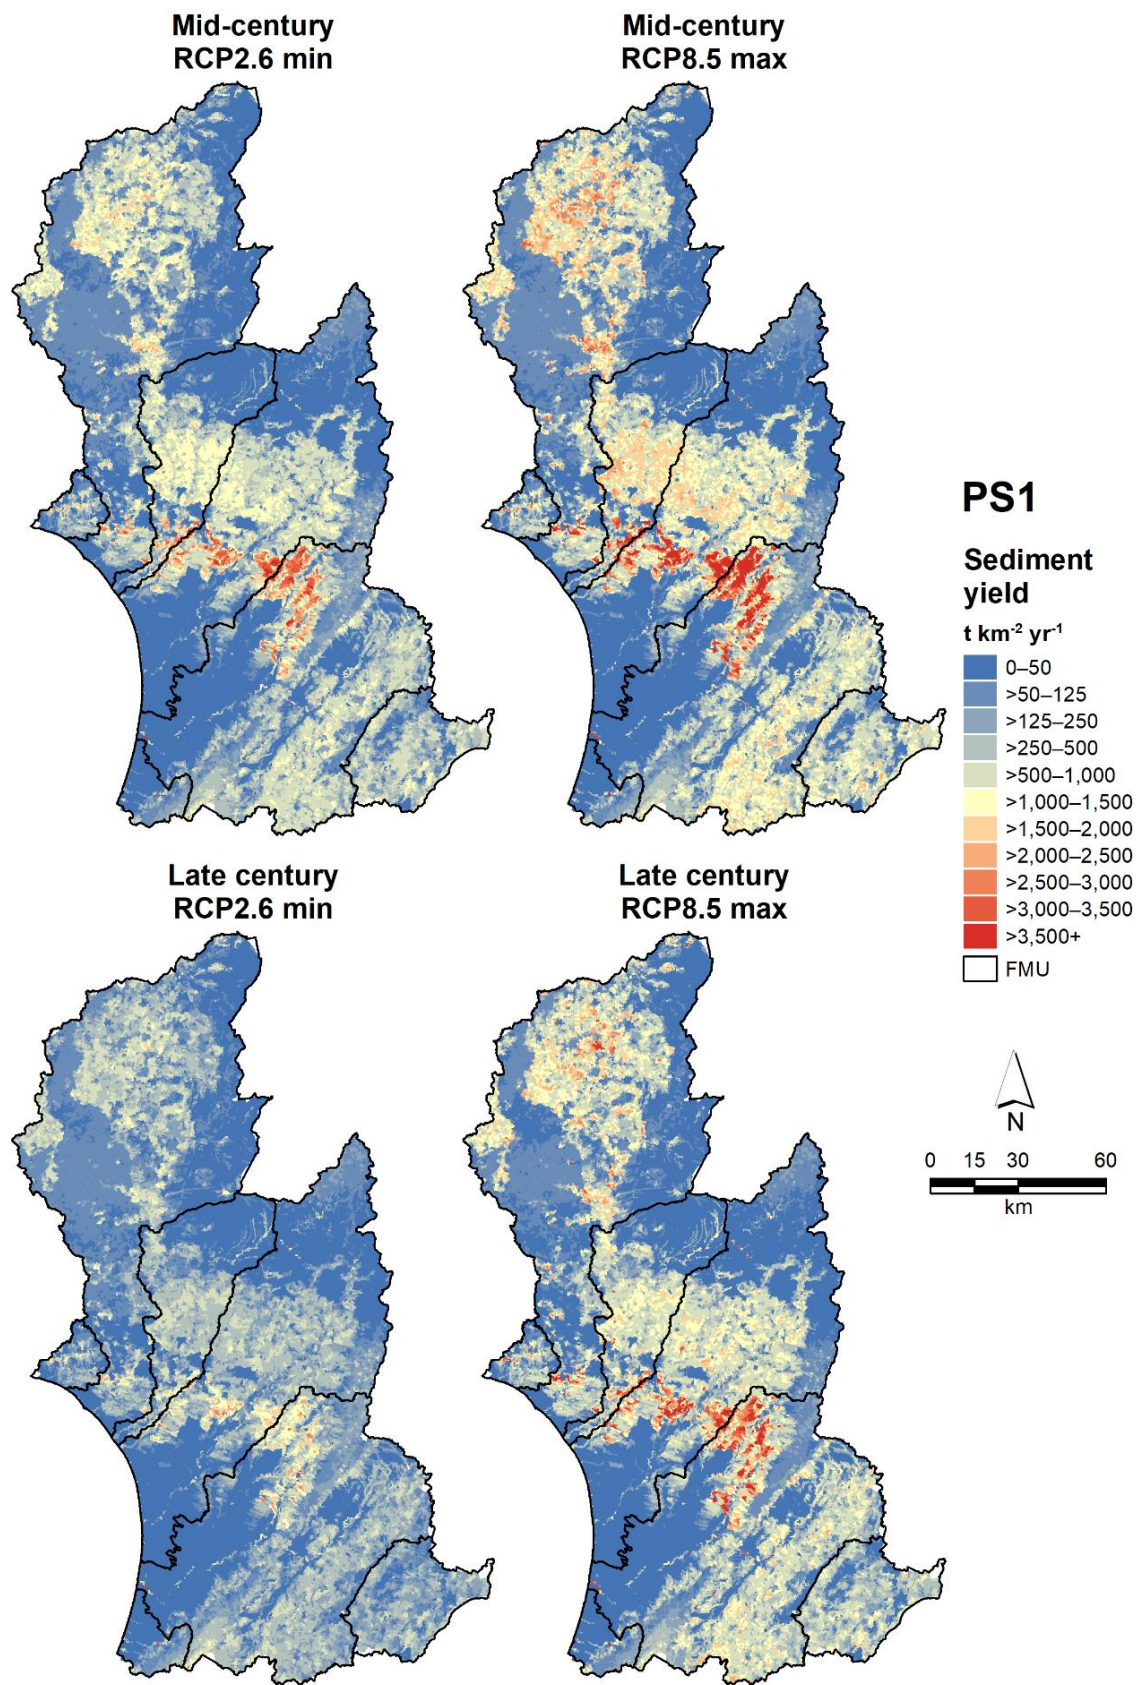 Mid-century
RCP2.6 min
Mid-century
RCP8.5 max
PS1
Sediment
yield
t km⁻² yr⁻¹
0–50
>50–125
>125–250
>250–500
>500–1,000
>1,000–1,500
>1,500–2,000
>2,000–2,500
>2,500–3,000
>3,000–3,500
>3,500+
FMU
Late century
RCP2.6 min
Late century
RCP8.5 max
N
0 15 30 60
km